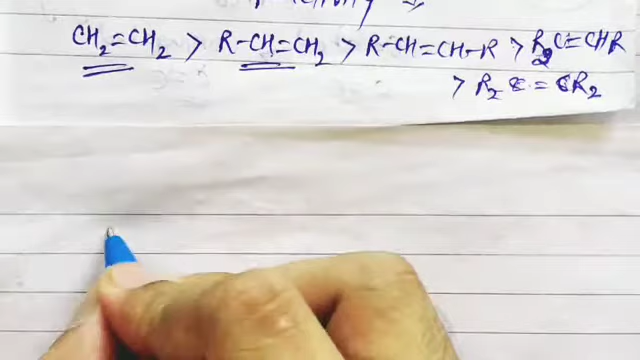 CH₂=CH₂ > R-CH=CH₂ > R-CH=CH-R > R₂C=CHR
> R₂C=CR₂